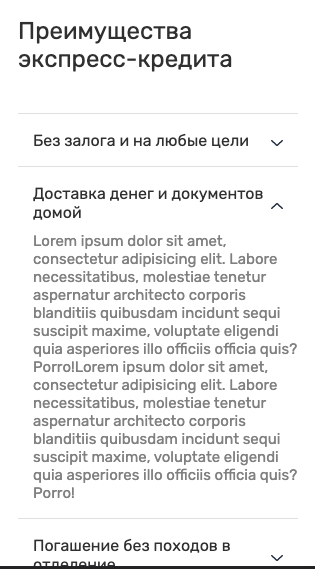 Преимущества
экспресс-кредита
Без залога и на любые цели
Доставка денег и документов
домой
Lorem ipsum dolor sit amet,
consectetur adipisicing elit. Labore
necessitatibus, molestiae tenetur
aspernatur architecto corporis
blanditiis quibusdam incidunt sequi
suscipit maxime, voluptate eligendi
quia asperiores illo officiis officia quis?
Porro!Lorem ipsum dolor sit amet,
consectetur adipisicing elit. Labore
necessitatibus, molestiae tenetur
aspernatur architecto corporis
blanditiis quibusdam incidunt sequi
suscipit maxime, voluptate eligendi
quia asperiores illo officiis officia quis?
Porro!
Погашение без походов в
отделение